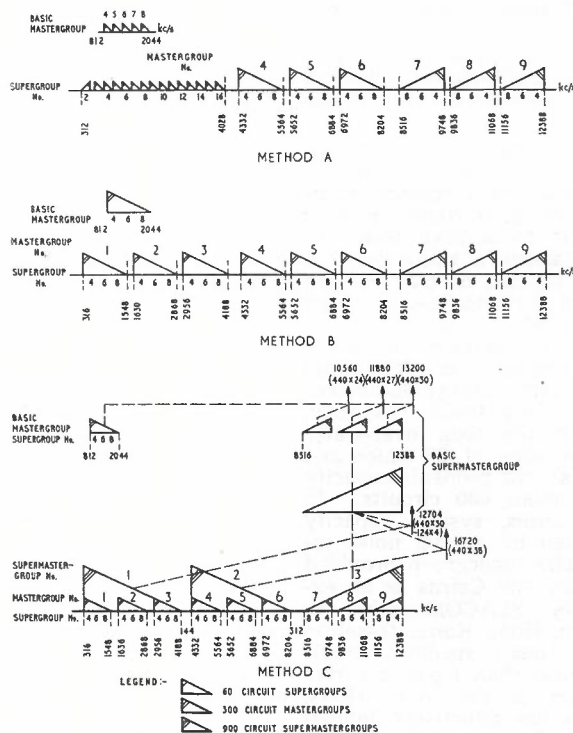 BASIC
MASTERGROUP
4 5 6 7 8
kc/s
812 2044
MASTERGROUP
No.
4 5 6 7 8 9
SUPERGROUP
No.
2 4 6 8 10 12 14 16 4 6 8 4 6 8 4 6 8 8 6 4 8 6 4 8 6 4
kc/s
312 4028 4332 5564 5652 6884 6972 8204 8516 9748 9836 11068 11156 12388
METHOD A
BASIC
MASTERGROUP
812 4 6 8 2044
MASTERGROUP
No.
1 2 3 4 5 6 7 8 9
SUPERGROUP
No.
4 6 8 4 6 8 4 6 8 4 6 8 4 6 8 4 6 8 8 6 4 8 6 4 8 6 4
316 1548 1630 2868 2956 4188 4332 5564 5652 6884 6972 8204 8516 9748 9836 11068 11156 12388
METHOD B
10560 11880 13200
(440×24) (440×27) (440×30)
BASIC
MASTERGROUP
SUPERGROUP No.
4 6 8
812 2044
8516 12388
BASIC
SUPERMASTERGROUP
12704
(440×30
-124×4)
16720
(440×38)
SUPERMASTER-
GROUP No.
1 2 3
MASTERGROUP No.
1 2 3 4 5 6 7 8 9
kc/s
SUPERGROUP No.
4 6 8 4 6 8 4 6 8 4 6 8 4 6 8 4 6 8 8 6 4 8 6 4 8 6 4
144 312
316 1548 1636 2868 2956 4188 4332 5564 5652 6884 6972 8204 8516 9748 9836 11068 11156 12388
METHOD C
LEGEND:-
60 CIRCUIT SUPERGROUPS
300 CIRCUIT MASTERGROUPS
900 CIRCUIT SUPERMASTERGROUPS